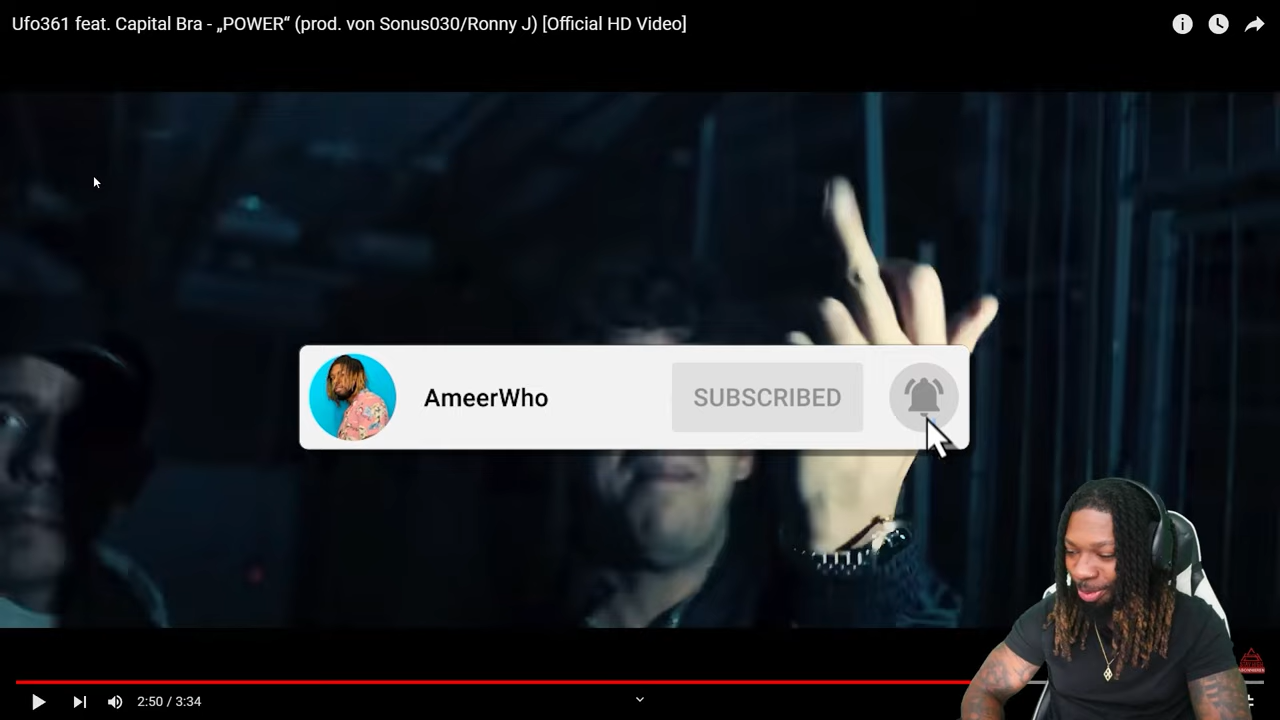 Ufo361 feat. Capital Bra - „POWER“ (prod. von Sonus030/Ronny J) [Official HD Video]
AmeerWho
SUBSCRIBED
2:50 / 3:34